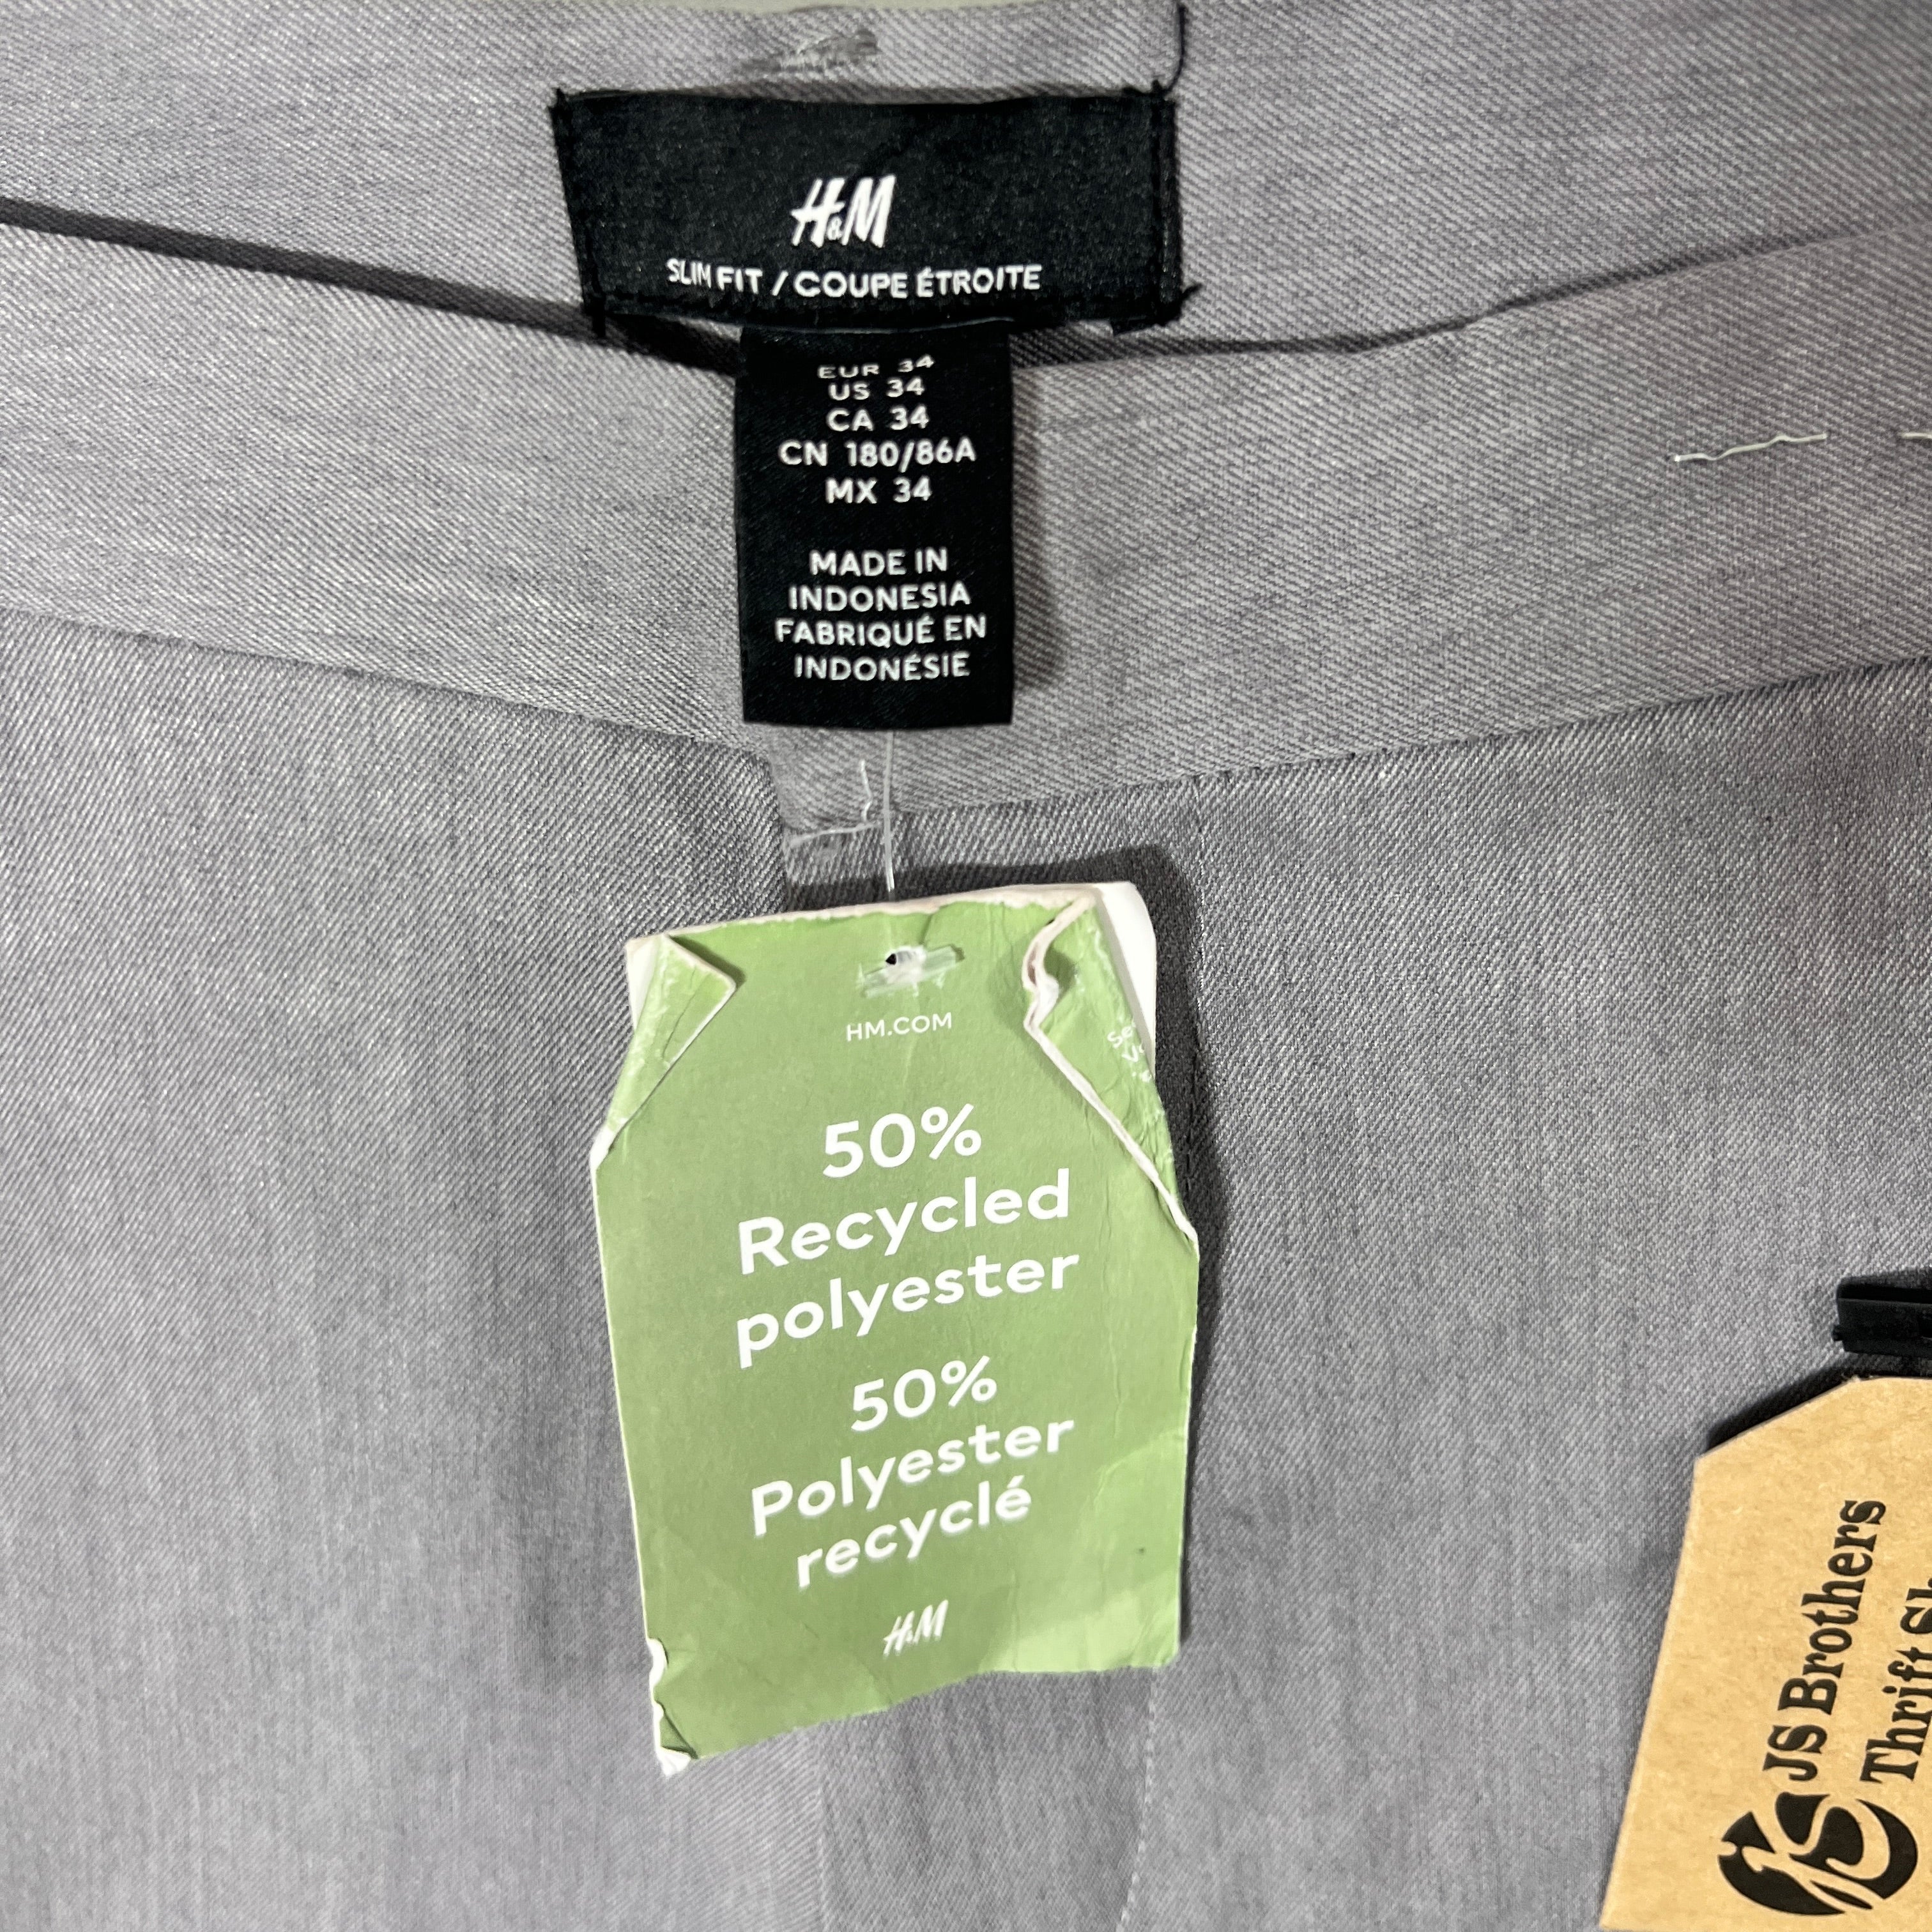 H&M
SLIM FIT / COUPE ÉTROITE
EUR 34
US 34
CA 34
CN 180/86A
MX 34
MADE IN
INDONESIA
FABRIQUÉ EN
INDONÉSIE
HM.COM
50%
Recycled
polyester
50%
Polyester
recyclé
H&M
JS Brothers
Thrift